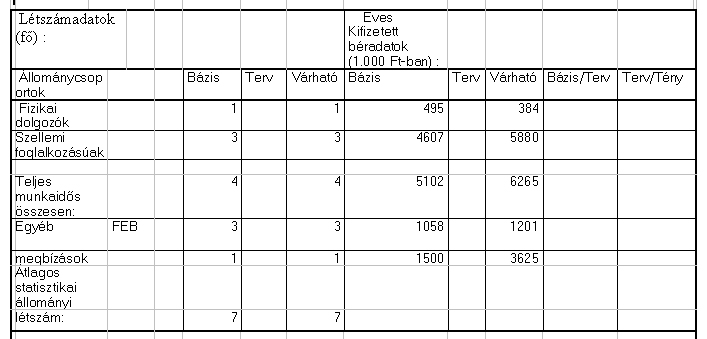 Létszámadatok
(fő) :
Éves
Kifizetett
béradatok
(1.000 Ft-ban) :
Állománycsop
ortok
Bázis Terv Várható Bázis Terv Várható Bázis/Terv Terv/Tény
Fizikai
dolgozók
1 1 495 384
Szellemi
foglalkozásúak
3 3 4607 5880
Teljes
munkaidős
összesen:
4 4 5102 6265
Egyéb FEB 3 3 1058 1201
megbízások 1 1 1500 3625
Átlagos
statisztikai
állományi
létszám: 7 7